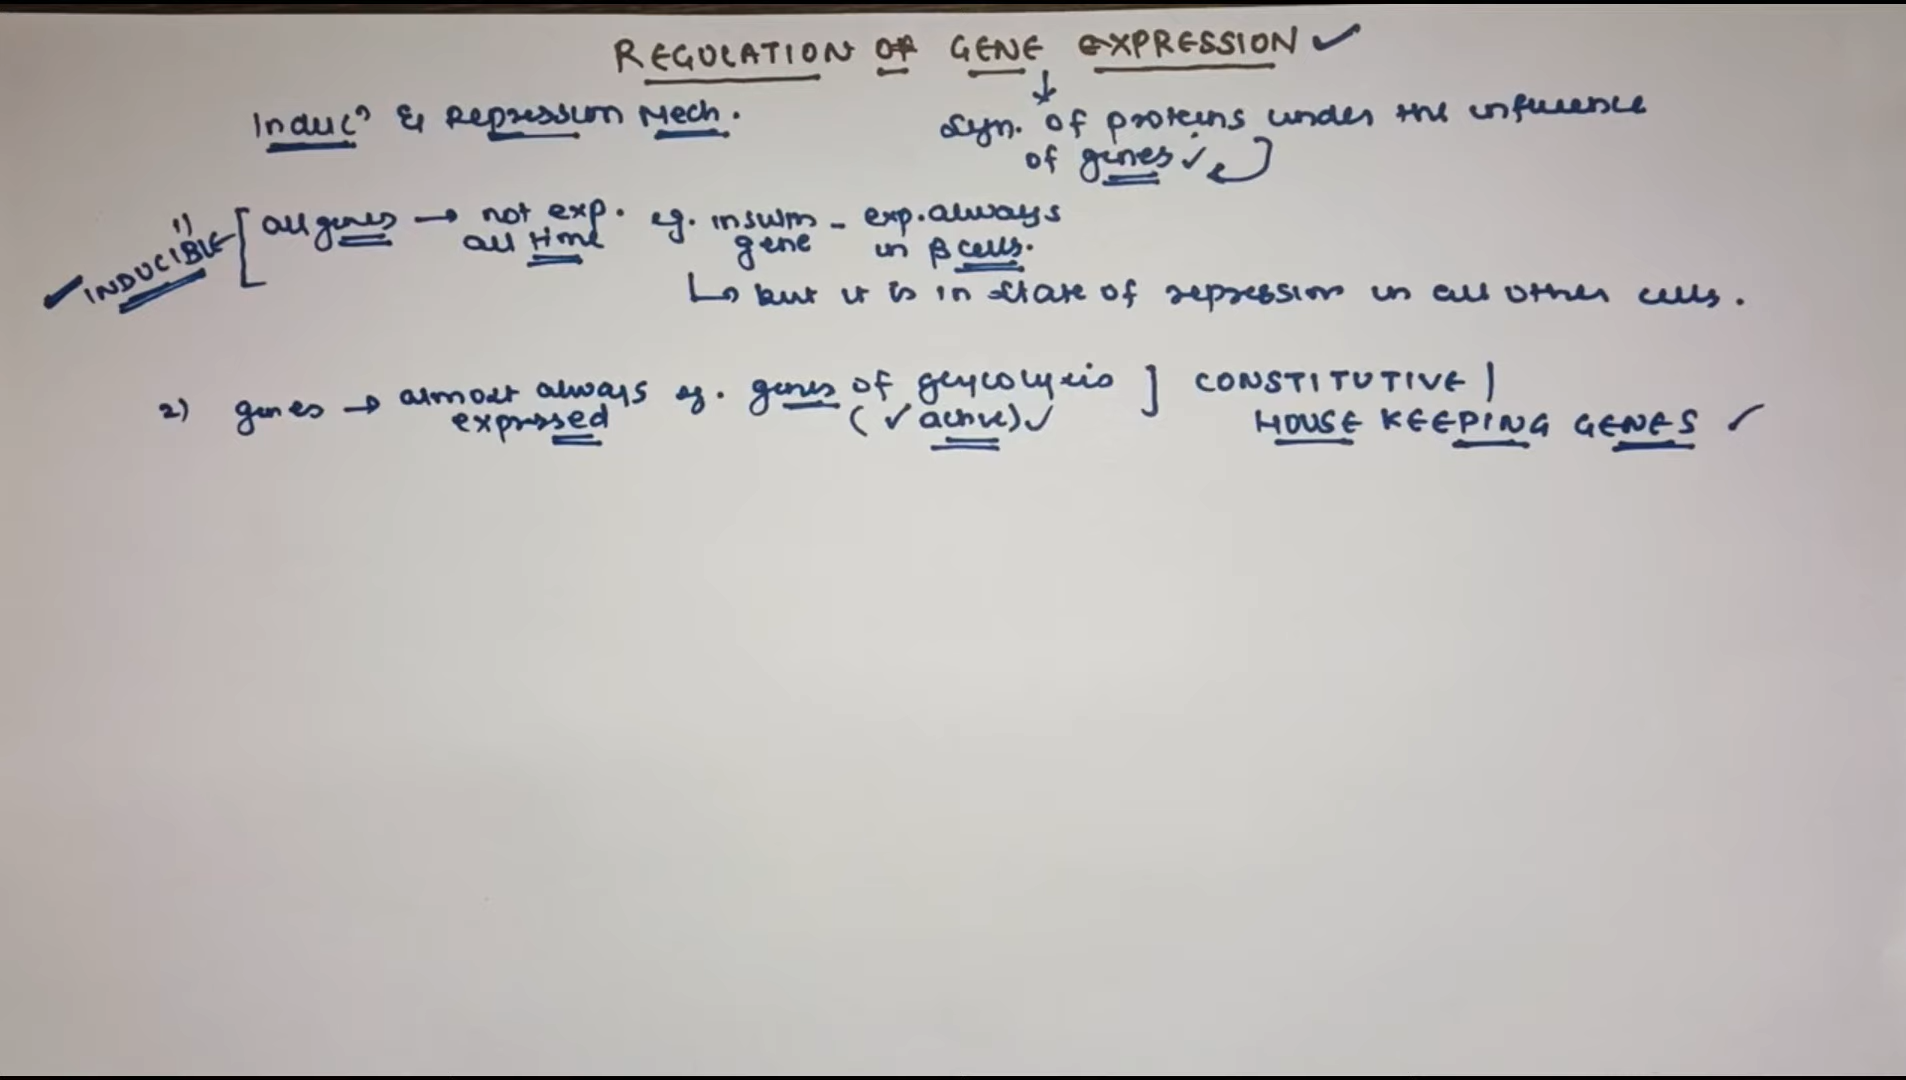 REGULATION OF GENE EXPRESSION ✓
Induc⁠ⁿ & Repression Mech.
↓
Syn. of proteins under the influence
of genes ✓
1) all genes → not exp. all time eg. insulin gene - exp. always in β cells.
✓ INDUCIBLE
↳ but it is in state of repression in all other cells.
2) genes → almost always expressed eg. genes of glycolysis ] CONSTITUTIVE |
(✓ active) ✓ HOUSE KEEPING GENES ✓